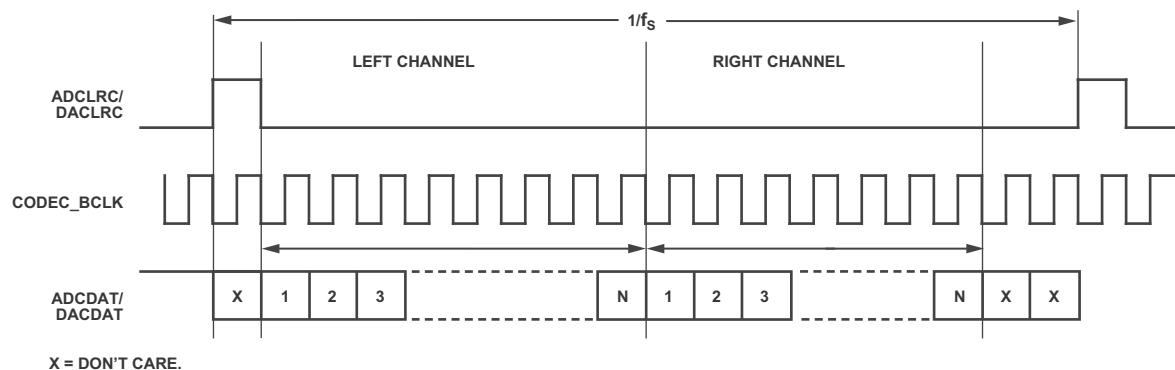 1/fS
LEFT CHANNEL
RIGHT CHANNEL
ADCLRC/
DACLRC
CODEC_BCLK
ADCDAT/
DACDAT
X 1 2 3 N 1 2 3 N X X
X = DON'T CARE.